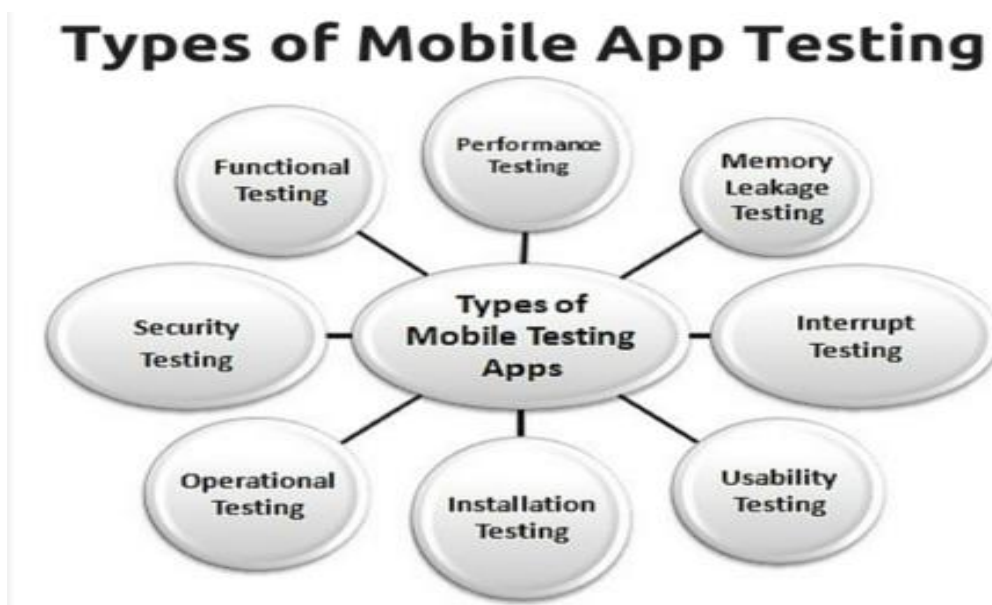 Types of Mobile App Testing
Functional
Testing
Performance
Testing
Memory
Leakage
Testing
Security
Testing
Types of
Mobile Testing
Apps
Interrupt
Testing
Operational
Testing
Installation
Testing
Usability
Testing